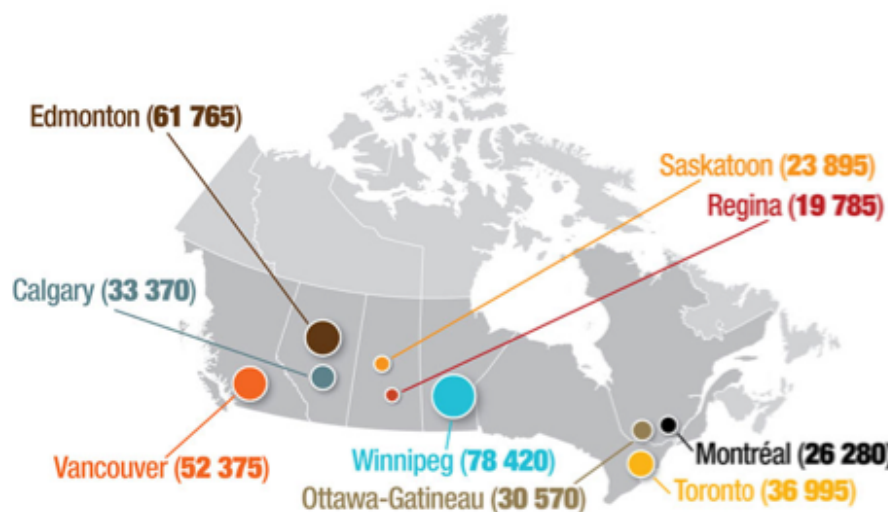 Edmonton (61 765)
Saskatoon (23 895)
Regina (19 785)
Calgary (33 370)
Vancouver (52 375)
Winnipeg (78 420)
Montréal (26 280)
Ottawa-Gatineau (30 570)
Toronto (36 995)